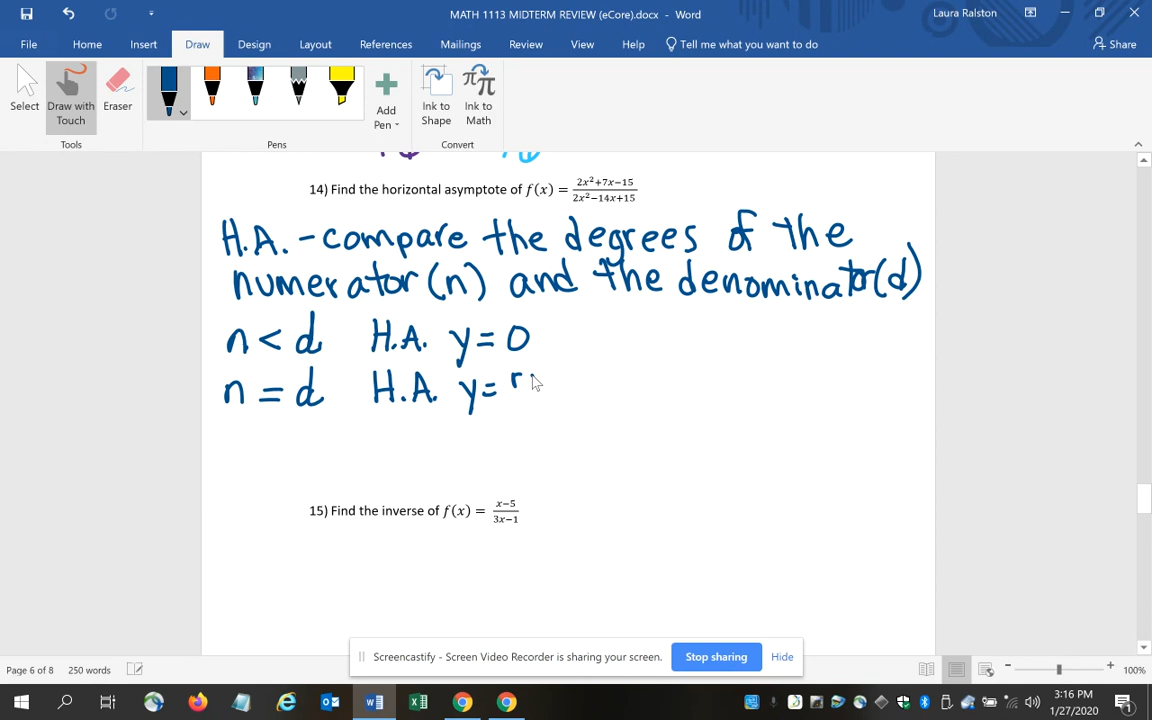 MATH 1113 MIDTERM REVIEW (eCore).docx - Word
Laura Ralston
File Home Insert Draw Design Layout References Mailings Review View Help Tell me what you want to do Share
Select Draw with Touch Eraser Add Pen Ink to Shape Ink to Math
Tools Pens Convert
14) Find the horizontal asymptote of f(x) = (2x²+7x−15)/(2x²−14x+15)
H.A. - compare the degrees of the
numerator (n) and the denominator (d)
n < d H.A. y = 0
n = d H.A. y = r
15) Find the inverse of f(x) = (x−5)/(3x−1)
Screencastify - Screen Video Recorder is sharing your screen. Stop sharing Hide
Page 6 of 8 250 words 100%
3:16 PM
1/27/2020